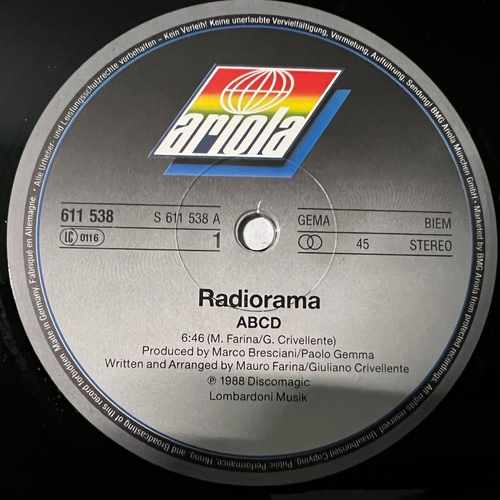 · Alle Urheber- und Leistungsschutzrechte vorbehalten – Kein Verleih! Keine unerlaubte Vervielfältigung, Vermietung, Aufführung, Sendung! BMG Ariola München GmbH · Marketed by BMG Ariola from protected recordings. All rights reserved. Unauthorised Copying, Public Performance, Hiring, and Broadcasting of this record forbidden · Made in Germany · Fabriqué en Allemagne
ariola
611 538
S 611 538 A
GEMA
BIEM
LC 0116
1
45
STEREO
Radiorama
ABCD
6:46 (M. Farina/G. Crivellente)
Produced by Marco Bresciani/Paolo Gemma
Written and Arranged by Mauro Farina/Giuliano Crivellente
℗ 1988 Discomagic
Lombardoni Musik